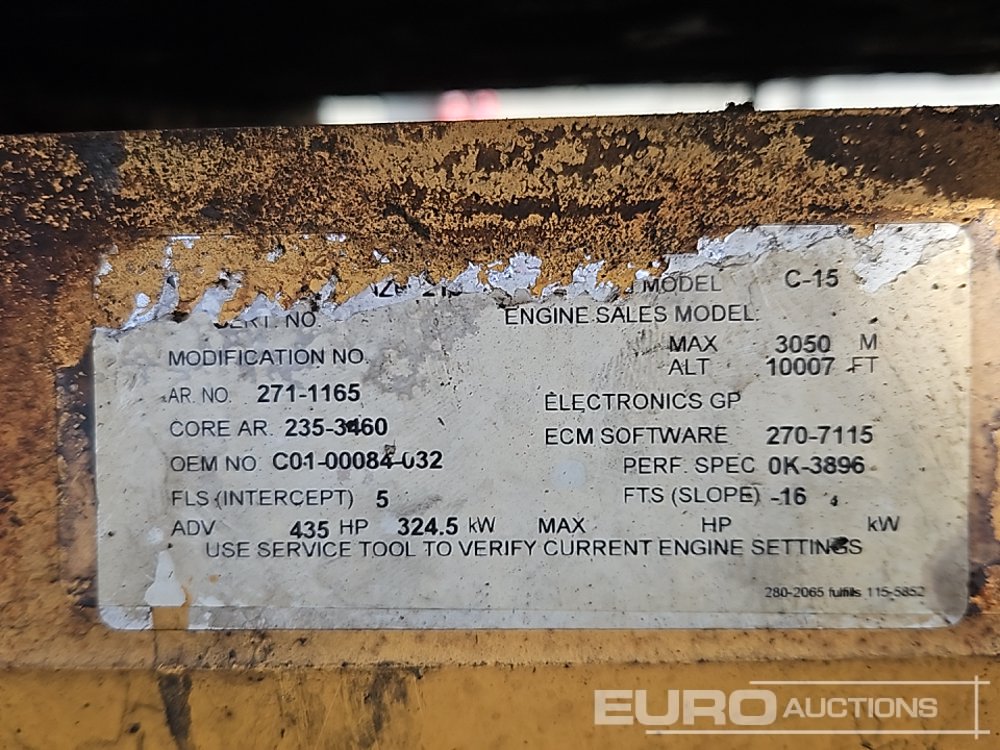 MODEL C-15
CERT. NO. ENGINE SALES MODEL:
MODIFICATION NO. MAX 3050 M
ALT 10007 FT
AR. NO. 271-1165 ELECTRONICS GP
CORE AR. 235-3460 ECM SOFTWARE 270-7115
OEM NO. C01-00084-032 PERF. SPEC 0K-3896
FLS (INTERCEPT) 5 FTS (SLOPE) -16
ADV 435 HP 324.5 kW MAX HP kW
USE SERVICE TOOL TO VERIFY CURRENT ENGINE SETTINGS
280-2065 fulfills 115-5852
EURO AUCTIONS